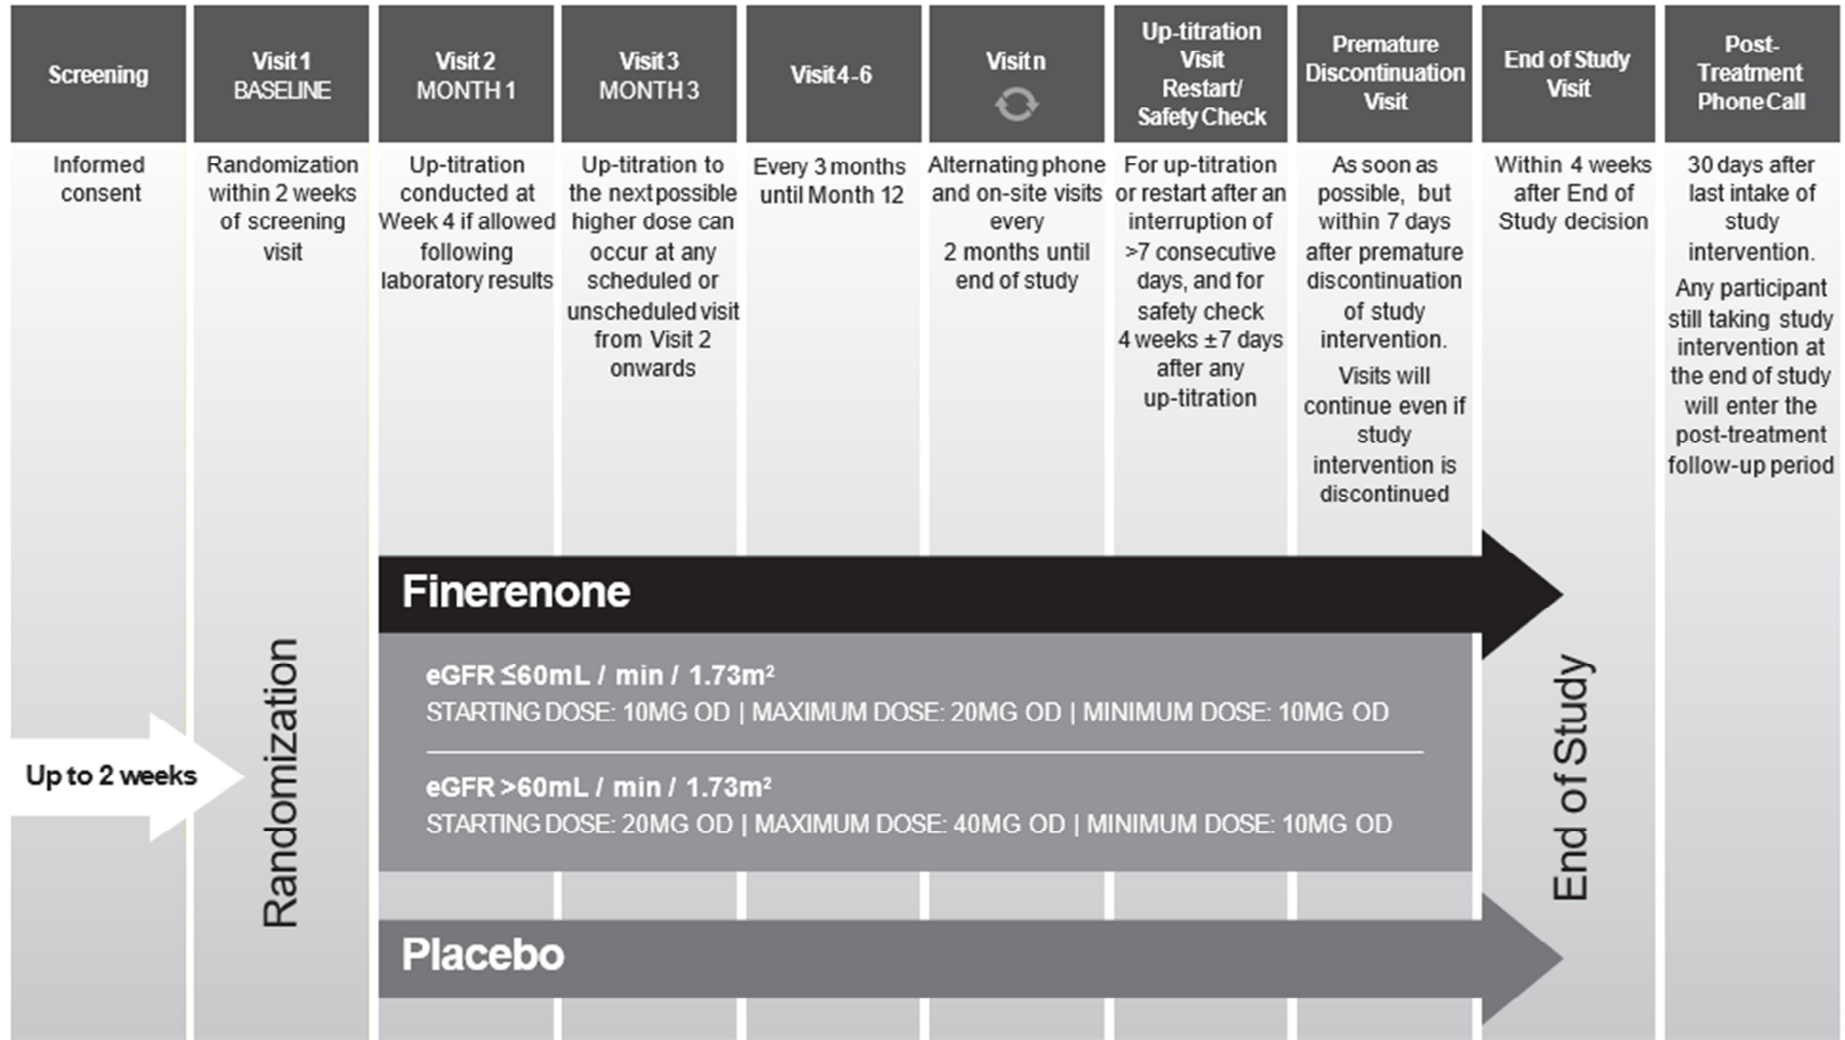 Screening
Informed
consent
Visit 1
BASELINE
Randomization
within 2 weeks
of screening
visit
Visit 2
MONTH 1
Up-titration
conducted at
Week 4 if allowed
following
laboratory results
Visit 3
MONTH 3
Up-titration to
the next possible
higher dose can
occur at any
scheduled or
unscheduled visit
from Visit 2
onwards
Visit 4-6
Every 3 months
until Month 12
Visit n
Alternating phone
and on-site visits
every
2 months until
end of study
Up-titration
Visit
Restart/
Safety Check
For up-titration
or restart after an
interruption of
>7 consecutive
days, and for
safety check
4 weeks ±7 days
after any
up-titration
Premature
Discontinuation
Visit
As soon as
possible, but
within 7 days
after premature
discontinuation
of study
intervention.
Visits will
continue even if
study
intervention is
discontinued
End of Study
Visit
Within 4 weeks
after End of
Study decision
Post-
Treatment
Phone Call
30 days after
last intake of
study
intervention.
Any participant
still taking study
intervention at
the end of study
will enter the
post-treatment
follow-up period
Up to 2 weeks
Randomization
Finerenone
eGFR ≤60mL / min / 1.73m²
STARTING DOSE: 10MG OD | MAXIMUM DOSE: 20MG OD | MINIMUM DOSE: 10MG OD
eGFR >60mL / min / 1.73m²
STARTING DOSE: 20MG OD | MAXIMUM DOSE: 40MG OD | MINIMUM DOSE: 10MG OD
Placebo
End of Study